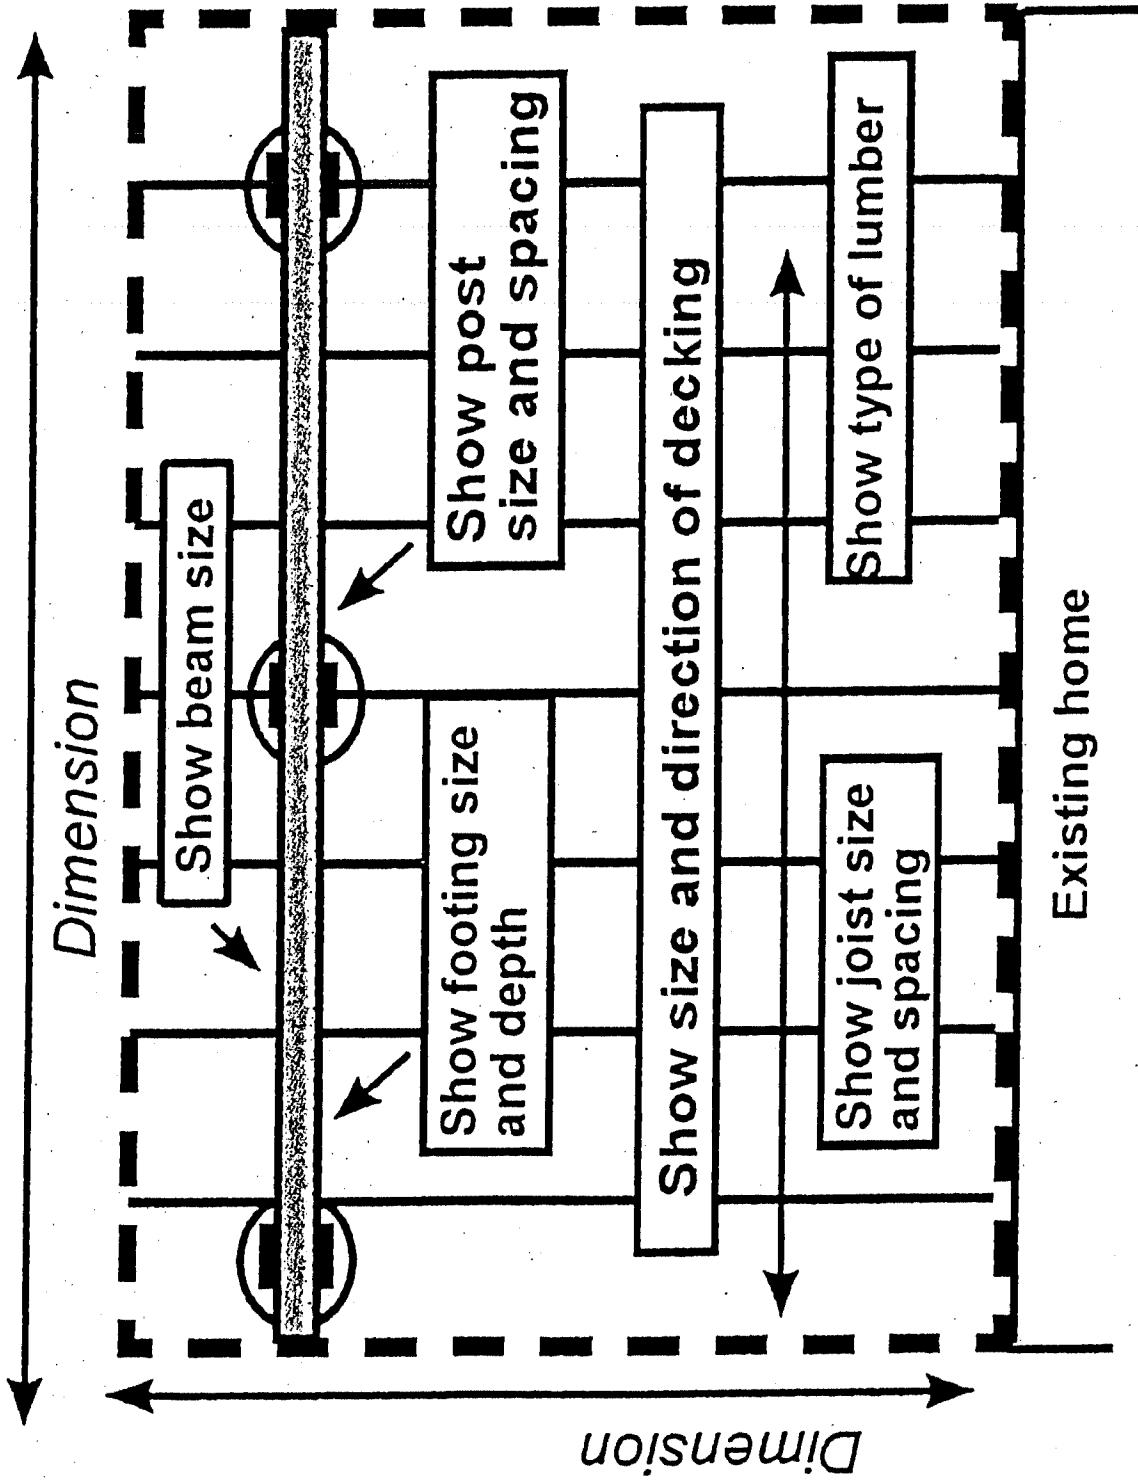 Dimension
Show beam size
Show footing size
and depth
Show post
size and spacing
Dimension
Show size and direction of decking
Show joist size
and spacing
Show type of lumber
Existing home